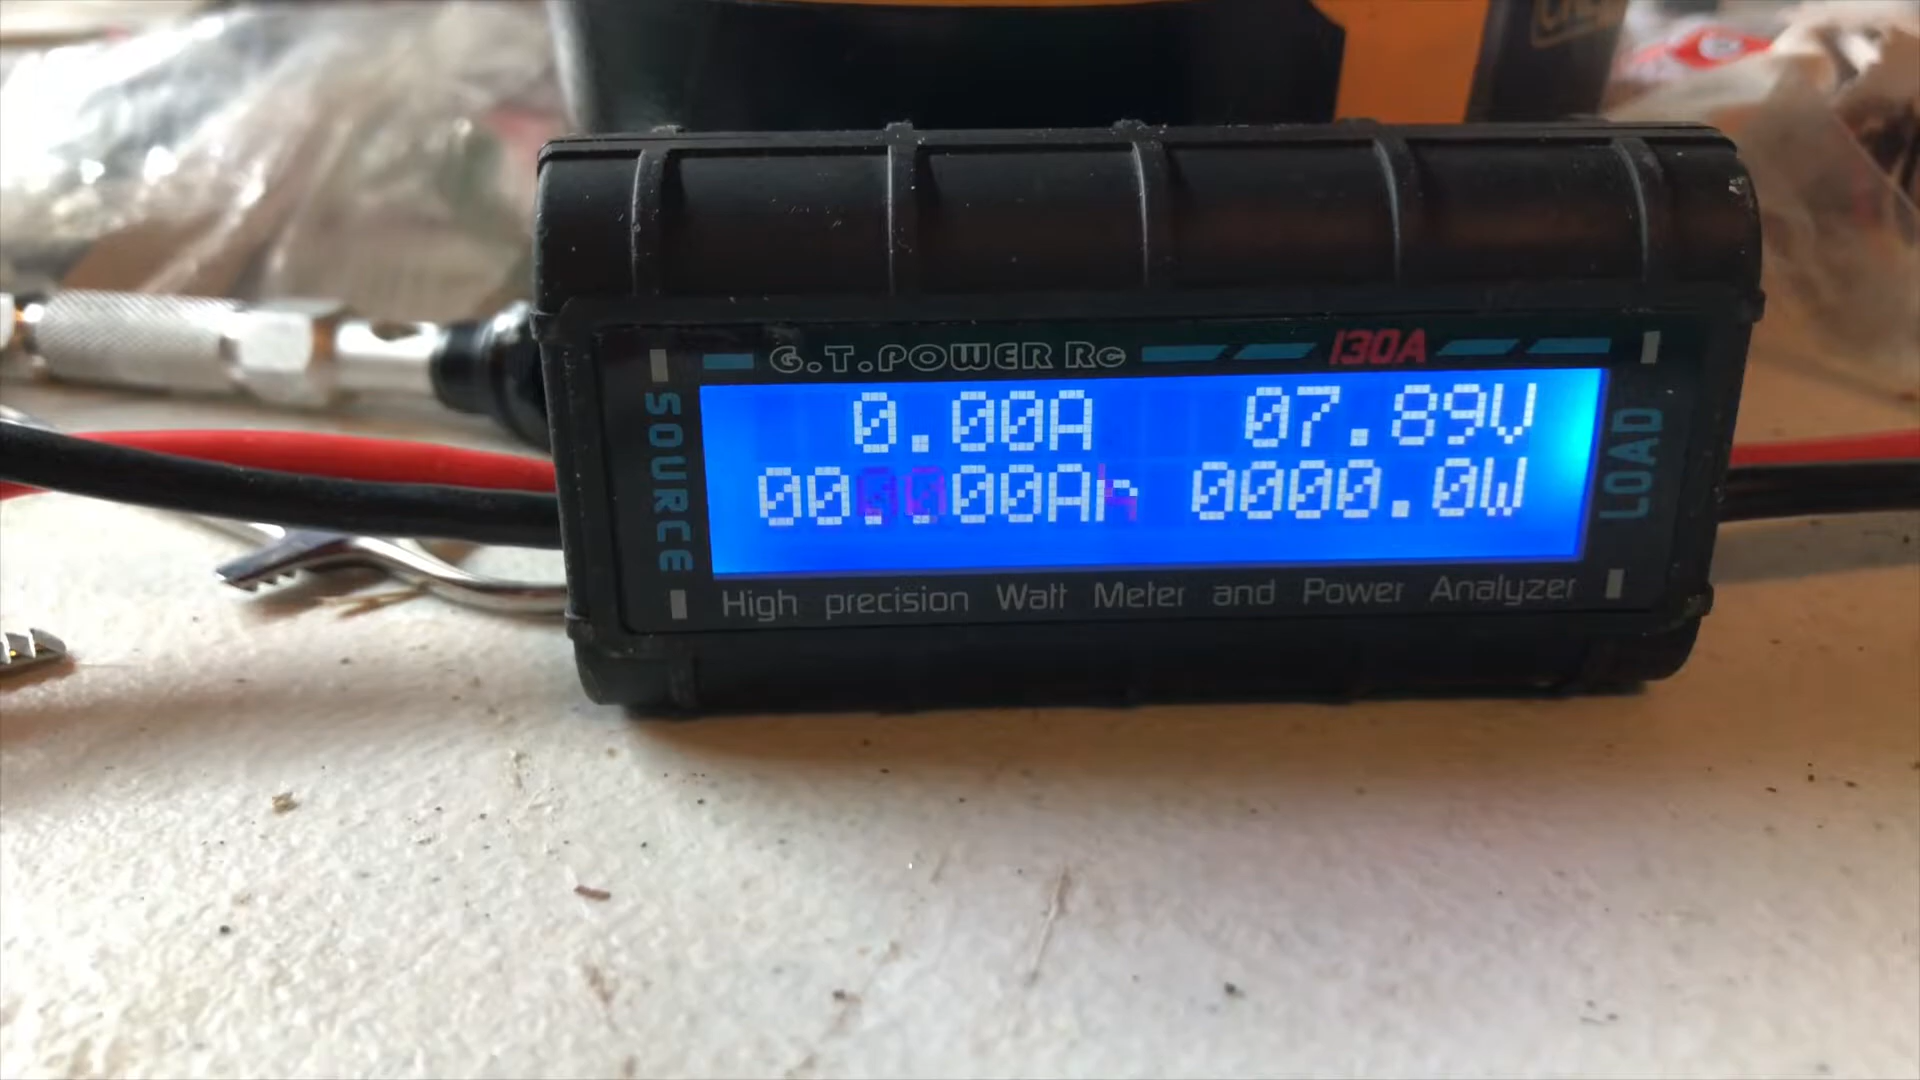 G.T.POWER RC 130A
SOURCE
0.00A 07.89V
0000.0W
LOAD
High precision Watt Meter and Power Analyzer